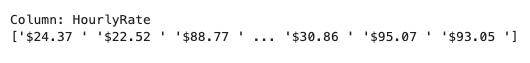 Column: HourlyRate
['$24.37 ' '$22.52 ' '$88.77 ' ... '$30.86 ' '$95.07 ' '$93.05 ']